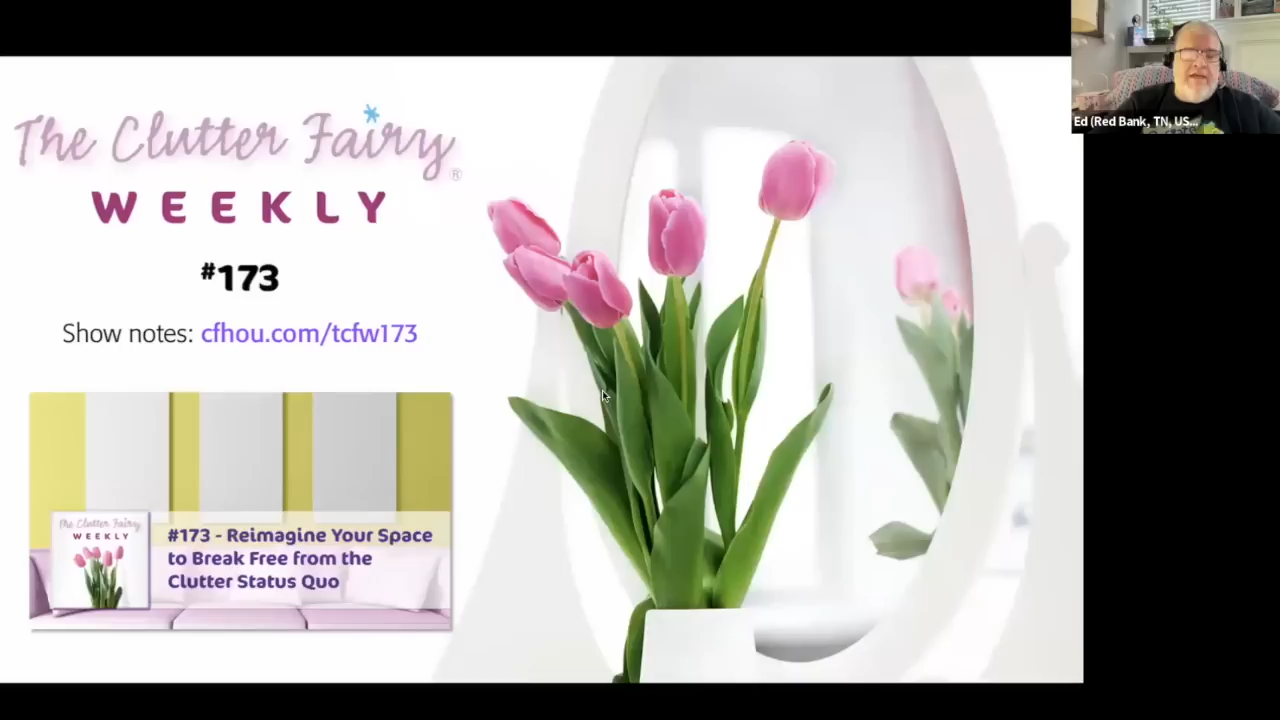 The Clutter Fairy®
WEEKLY
#173
Show notes: cfhou.com/tcfw173
The Clutter Fairy
WEEKLY
#173 - Reimagine Your Space
to Break Free from the
Clutter Status Quo
Ed (Red Bank, TN, US...